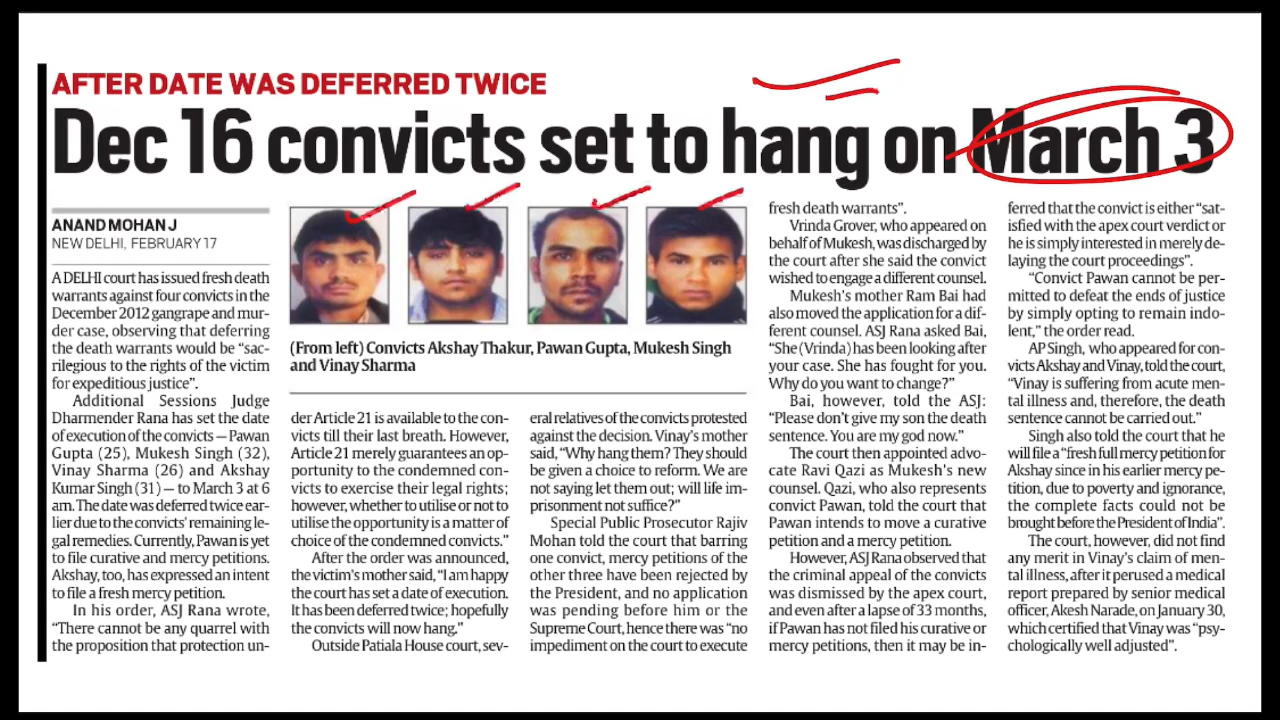 AFTER DATE WAS DEFERRED TWICE
Dec 16 convicts set to hang on March 3
ANAND MOHAN J
NEW DELHI, FEBRUARY 17
A DELHI court has issued fresh death
warrants against four convicts in the
December 2012 gangrape and mur-
der case, observing that deferring
the death warrants would be “sac-
rilegious to the rights of the victim
for expeditious justice”.
Additional Sessions Judge
Dharmender Rana has set the date
of execution of the convicts — Pawan
Gupta (25), Mukesh Singh (32),
Vinay Sharma (26) and Akshay
Kumar Singh (31) — to March 3 at 6
am. The date was deferred twice ear-
lier due to the convicts’ remaining le-
gal remedies. Currently, Pawan is yet
to file curative and mercy petitions.
Akshay, too, has expressed an intent
to file a fresh mercy petition.
In his order, ASJ Rana wrote,
“There cannot be any quarrel with
the proposition that protection un-
(From left) Convicts Akshay Thakur, Pawan Gupta, Mukesh Singh
and Vinay Sharma
der Article 21 is available to the con-
victs till their last breath. However,
Article 21 merely guarantees an op-
portunity to the condemned con-
victs to exercise their legal rights;
however, whether to utilise or not to
utilise the opportunity is a matter of
choice of the condemned convicts.”
After the order was announced,
the victim’s mother said, “I am happy
the court has set a date of execution.
It has been deferred twice; hopefully
the convicts will now hang.”
Outside Patiala House court, sev-
eral relatives of the convicts protested
against the decision. Vinay’s mother
said, “Why hang them? They should
be given a choice to reform. We are
not saying let them out; will life im-
prisonment not suffice?”
Special Public Prosecutor Rajiv
Mohan told the court that barring
one convict, mercy petitions of the
other three have been rejected by
the President, and no application
was pending before him or the
Supreme Court, hence there was “no
impediment on the court to execute
fresh death warrants”.
Vrinda Grover, who appeared on
behalf of Mukesh, was discharged by
the court after she said the convict
wished to engage a different counsel.
Mukesh’s mother Ram Bai had
also moved the application for a dif-
ferent counsel. ASJ Rana asked Bai,
“She (Vrinda) has been looking after
your case. She has fought for you.
Why do you want to change?”
Bai, however, told the ASJ:
“Please don’t give my son the death
sentence. You are my god now.”
The court then appointed advo-
cate Ravi Qazi as Mukesh’s new
counsel. Qazi, who also represents
convict Pawan, told the court that
Pawan intends to move a curative
petition and a mercy petition.
However, ASJ Rana observed that
the criminal appeal of the convicts
was dismissed by the apex court,
and even after a lapse of 33 months,
if Pawan has not filed his curative or
mercy petitions, then it may be in-
ferred that the convict is either “sat-
isfied with the apex court verdict or
he is simply interested in merely de-
laying the court proceedings”.
“Convict Pawan cannot be per-
mitted to defeat the ends of justice
by simply opting to remain indo-
lent,” the order read.
AP Singh, who appeared for con-
victs Akshay and Vinay, told the court,
“Vinay is suffering from acute men-
tal illness and, therefore, the death
sentence cannot be carried out.”
Singh also told the court that he
will file a “fresh full mercy petition for
Akshay since in his earlier mercy pe-
tition, due to poverty and ignorance,
the complete facts could not be
brought before the President of India”.
The court, however, did not find
any merit in Vinay’s claim of men-
tal illness, after it perused a medical
report prepared by senior medical
officer, Akesh Narade, on January 30,
which certified that Vinay was “psy-
chologically well adjusted”.